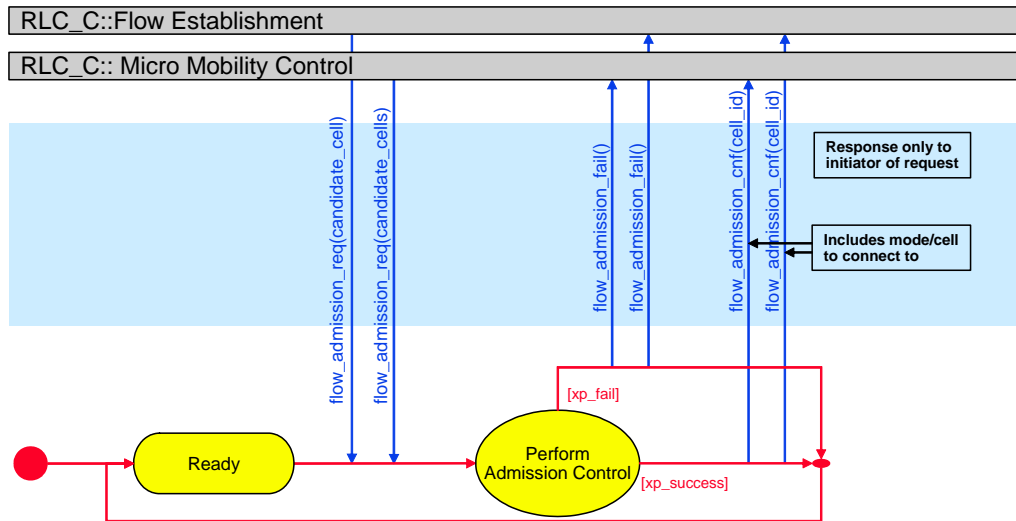 RLC_C::Flow Establishment
RLC_C:: Micro Mobility Control
flow_admission_req(candidate_cell)
flow_admission_req(candidate_cells)
flow_admission_fail()
flow_admission_fail()
flow_admission_cnf(cell_id)
flow_admission_cnf(cell_id)
Response only to
initiator of request
Includes mode/cell
to connect to
[xp_fail]
Ready
Perform
Admission Control
[xp_success]